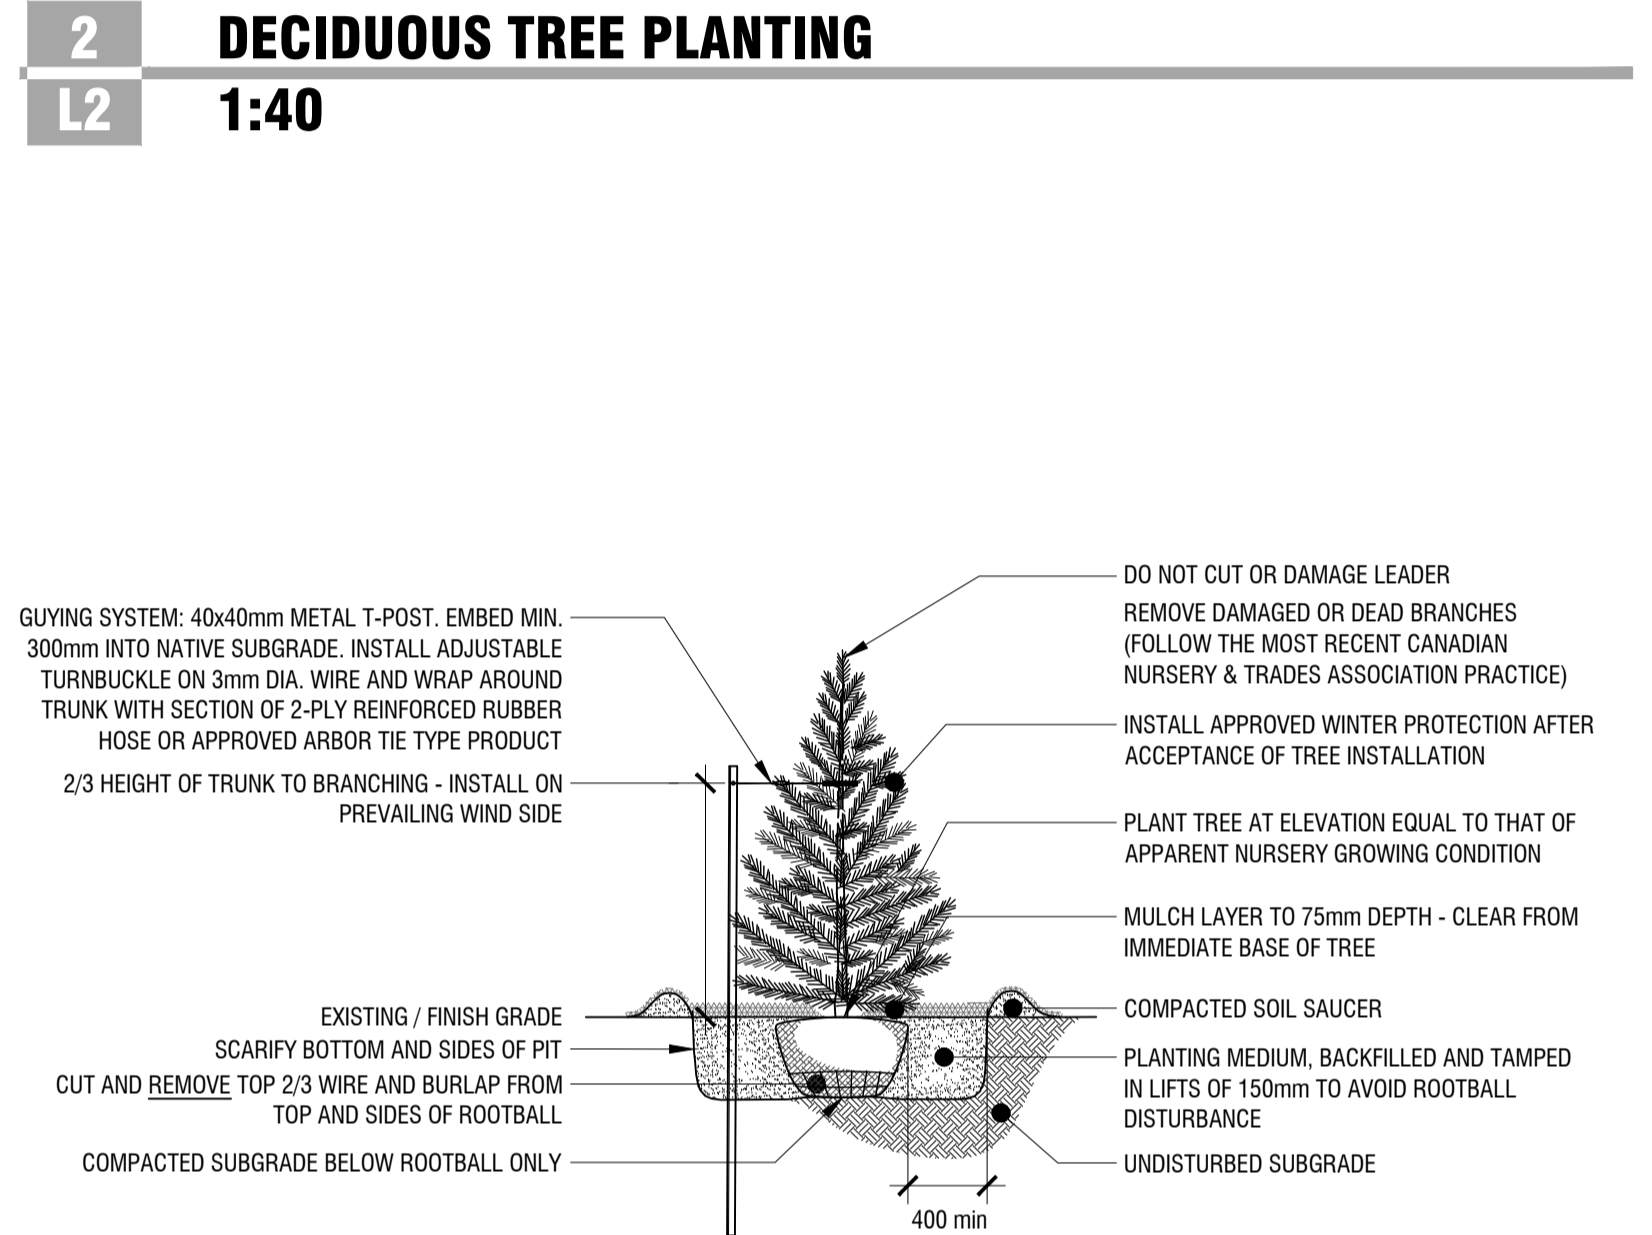 2
DECIDUOUS TREE PLANTING
L2
1:40
GUYING SYSTEM: 40x40mm METAL T-POST. EMBED MIN.
300mm INTO NATIVE SUBGRADE. INSTALL ADJUSTABLE
TURNBUCKLE ON 3mm DIA. WIRE AND WRAP AROUND
TRUNK WITH SECTION OF 2-PLY REINFORCED RUBBER
HOSE OR APPROVED ARBOR TIE TYPE PRODUCT
2/3 HEIGHT OF TRUNK TO BRANCHING - INSTALL ON
PREVAILING WIND SIDE
EXISTING / FINISH GRADE
SCARIFY BOTTOM AND SIDES OF PIT
CUT AND REMOVE TOP 2/3 WIRE AND BURLAP FROM
TOP AND SIDES OF ROOTBALL
COMPACTED SUBGRADE BELOW ROOTBALL ONLY
DO NOT CUT OR DAMAGE LEADER
REMOVE DAMAGED OR DEAD BRANCHES
(FOLLOW THE MOST RECENT CANADIAN
NURSERY & TRADES ASSOCIATION PRACTICE)
INSTALL APPROVED WINTER PROTECTION AFTER
ACCEPTANCE OF TREE INSTALLATION
PLANT TREE AT ELEVATION EQUAL TO THAT OF
APPARENT NURSERY GROWING CONDITION
MULCH LAYER TO 75mm DEPTH - CLEAR FROM
IMMEDIATE BASE OF TREE
COMPACTED SOIL SAUCER
PLANTING MEDIUM, BACKFILLED AND TAMPED
IN LIFTS OF 150mm TO AVOID ROOTBALL
DISTURBANCE
UNDISTURBED SUBGRADE
400 min